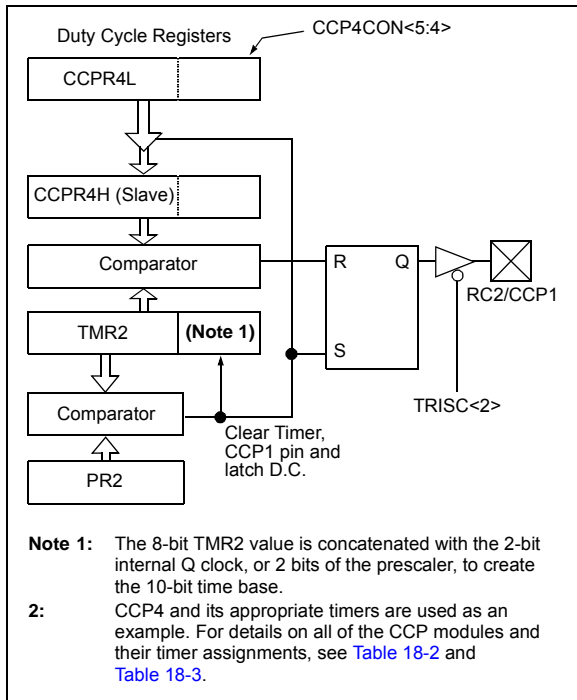 Duty Cycle Registers
CCP4CON<5:4>
CCPR4L
CCPR4H (Slave)
Comparator
R
Q
RC2/CCP1
TMR2
(Note 1)
S
TRISC<2>
Comparator
Clear Timer,
CCP1 pin and
latch D.C.
PR2
Note 1: The 8-bit TMR2 value is concatenated with the 2-bit
internal Q clock, or 2 bits of the prescaler, to create
the 10-bit time base.
2: CCP4 and its appropriate timers are used as an
example. For details on all of the CCP modules and
their timer assignments, see Table 18-2 and
Table 18-3.